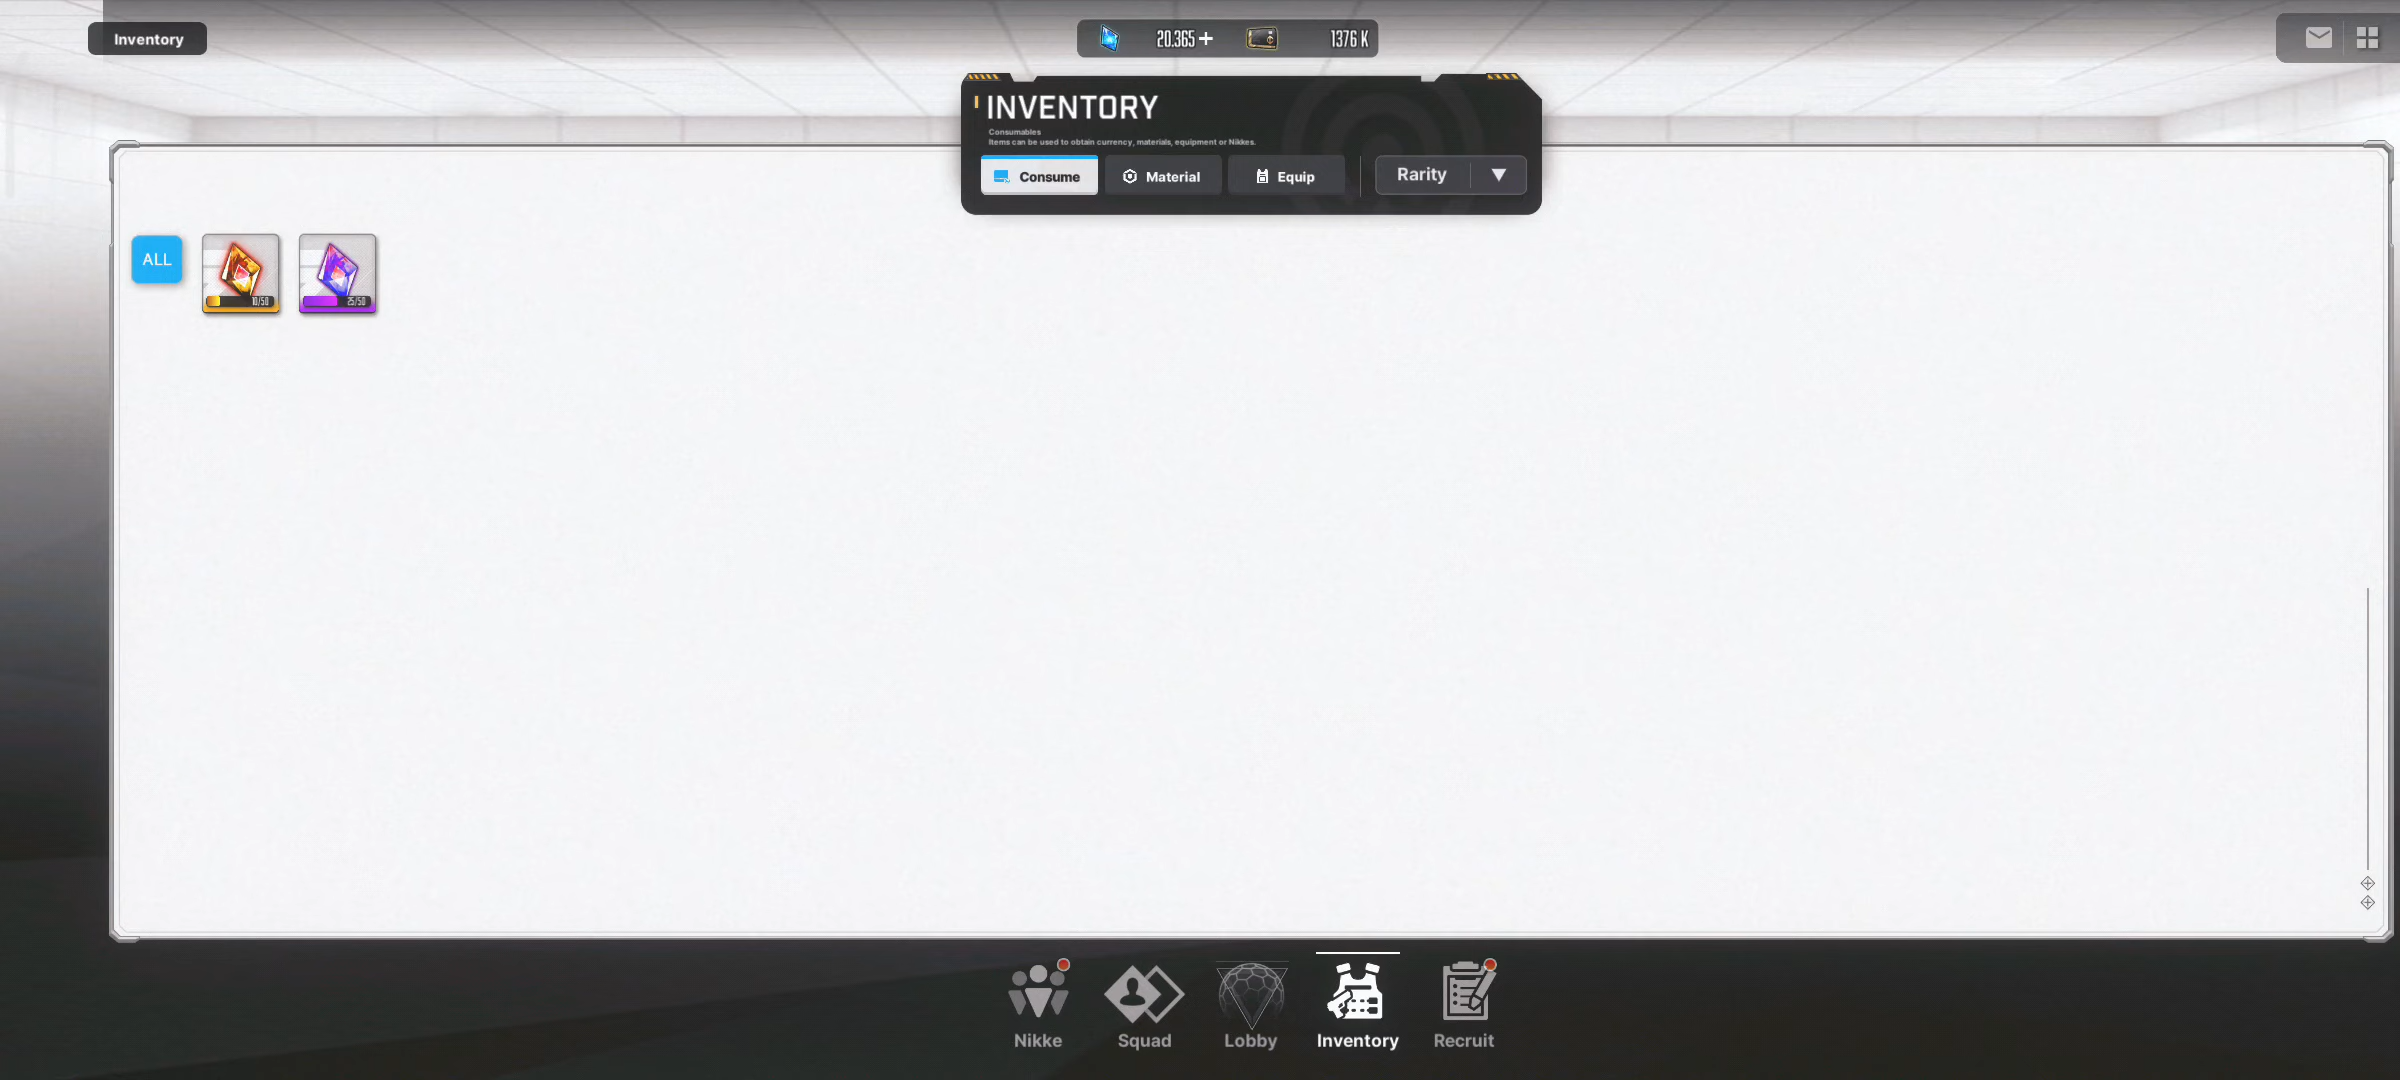 Inventory
20.365 +
1376 K
INVENTORY
Consumables
Items can be used to obtain currency, materials, equipment or Nikkes.
Consume
Material
Equip
Rarity
ALL
10/50
25/50
Nikke
Squad
Lobby
Inventory
Recruit